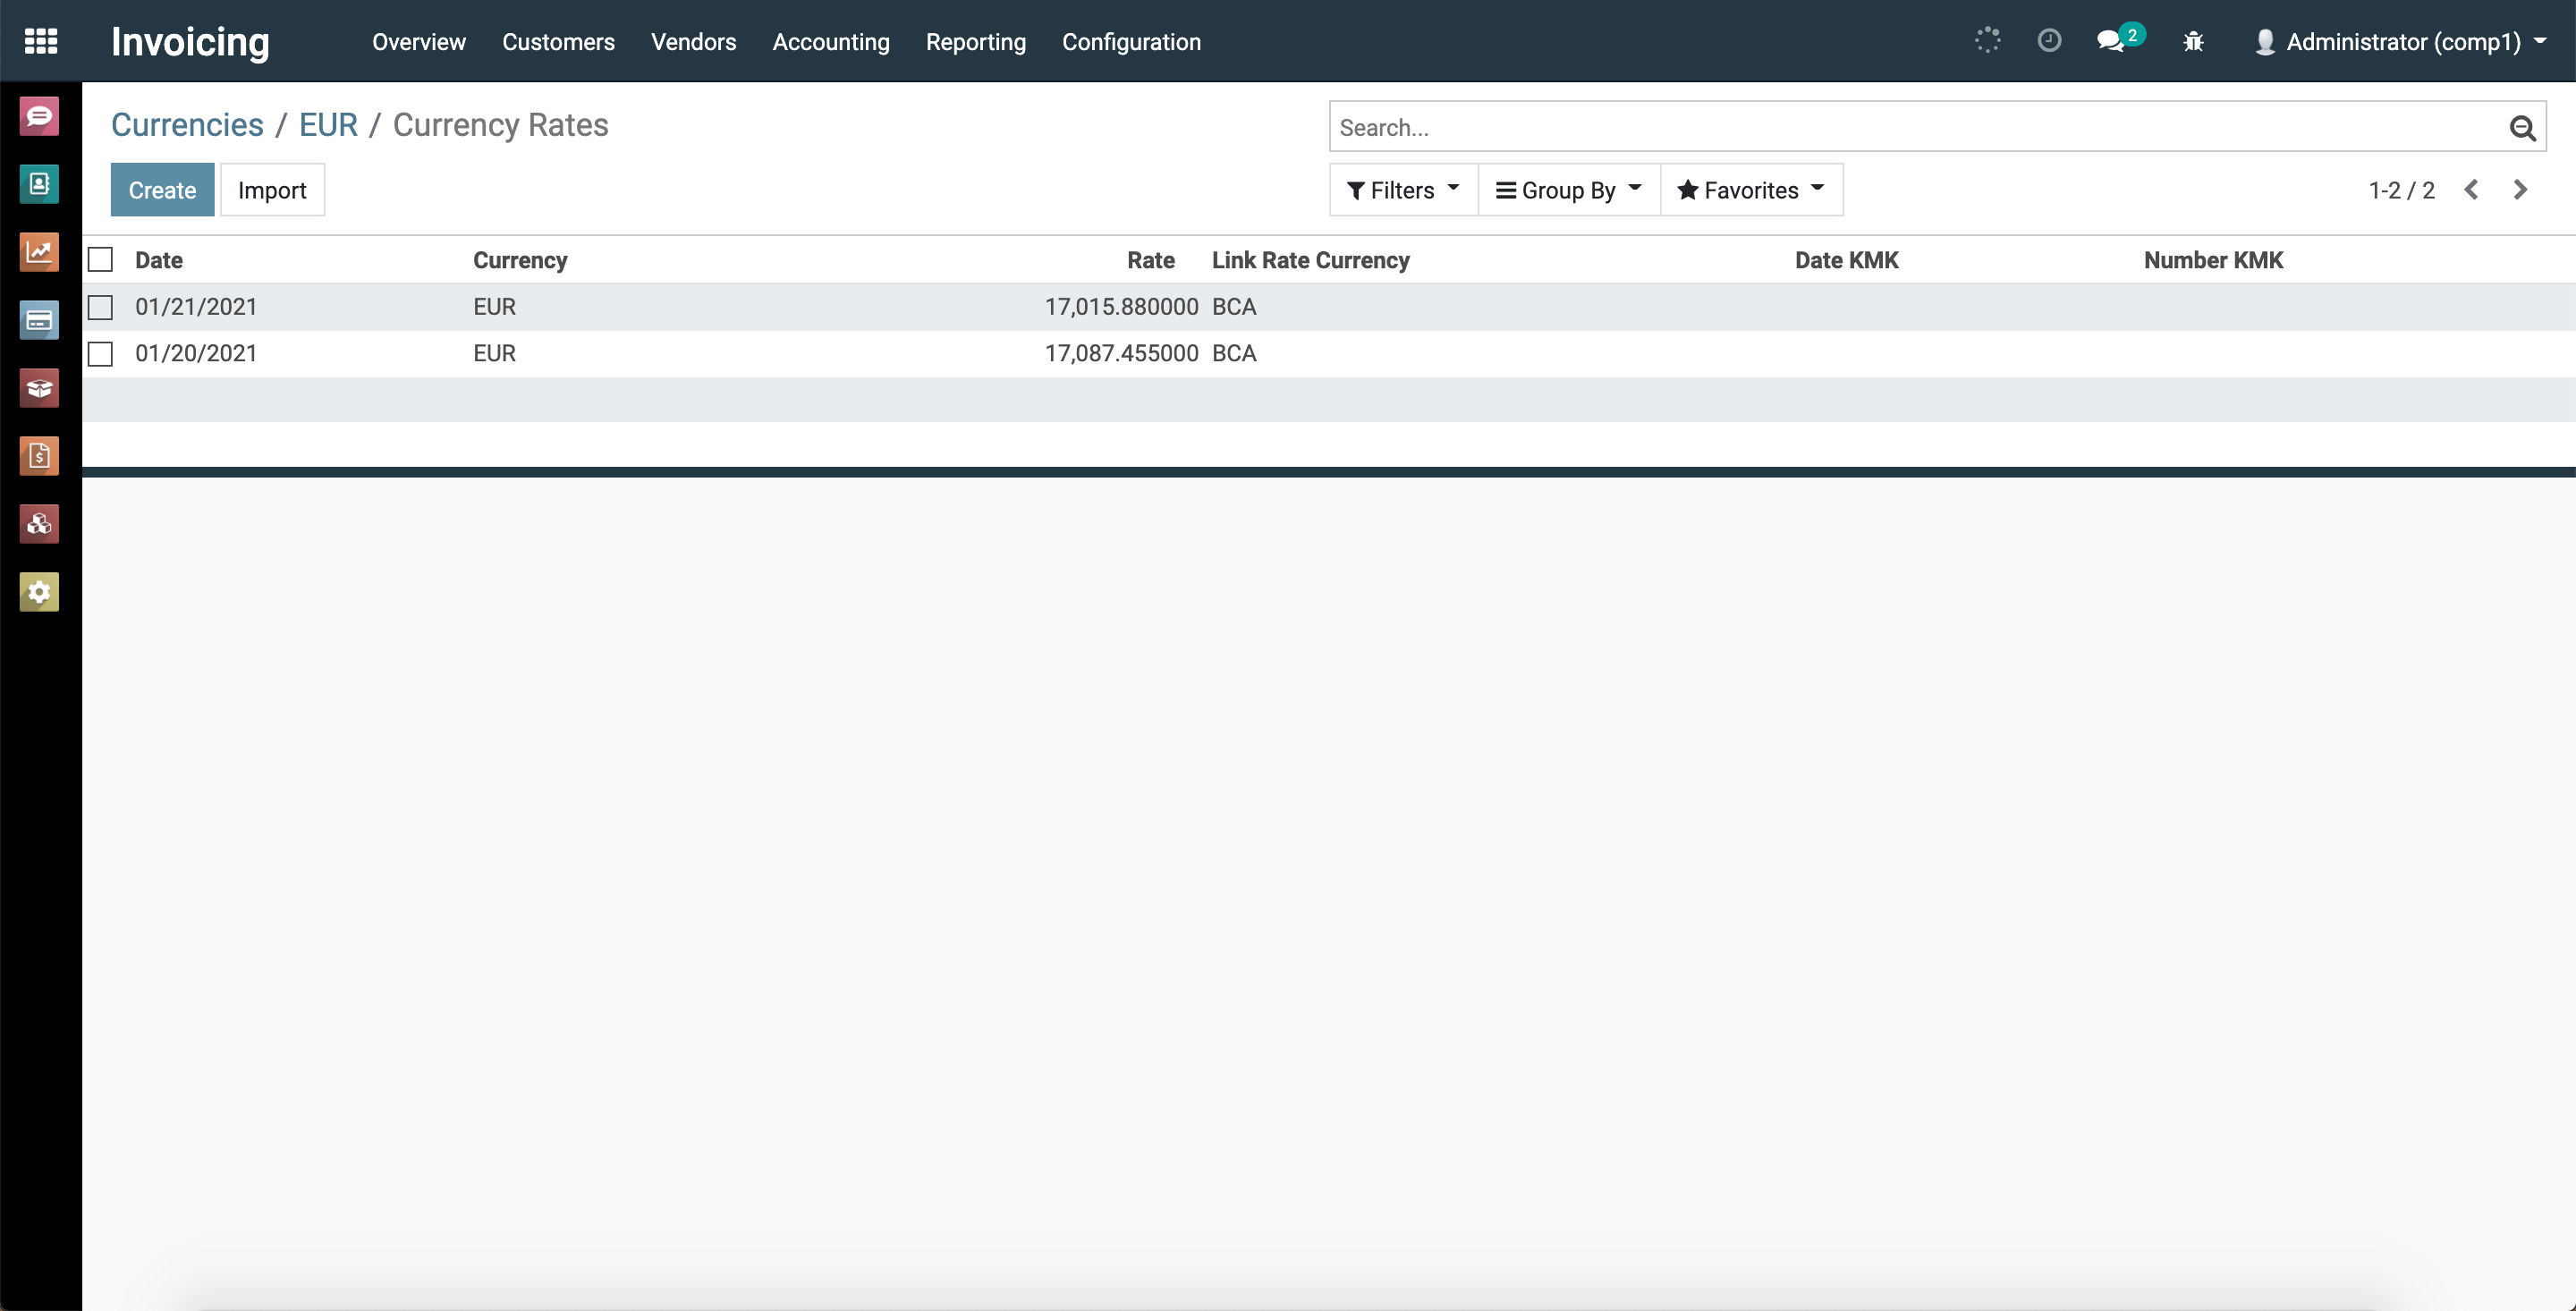 Invoicing Overview Customers Vendors Accounting Reporting Configuration 2 Administrator (comp1)
Currencies / EUR / Currency Rates
Search...
Create Import Filters Group By Favorites 1-2 / 2
Date Currency Rate Link Rate Currency Date KMK Number KMK
01/21/2021 EUR 17,015.880000 BCA
01/20/2021 EUR 17,087.455000 BCA